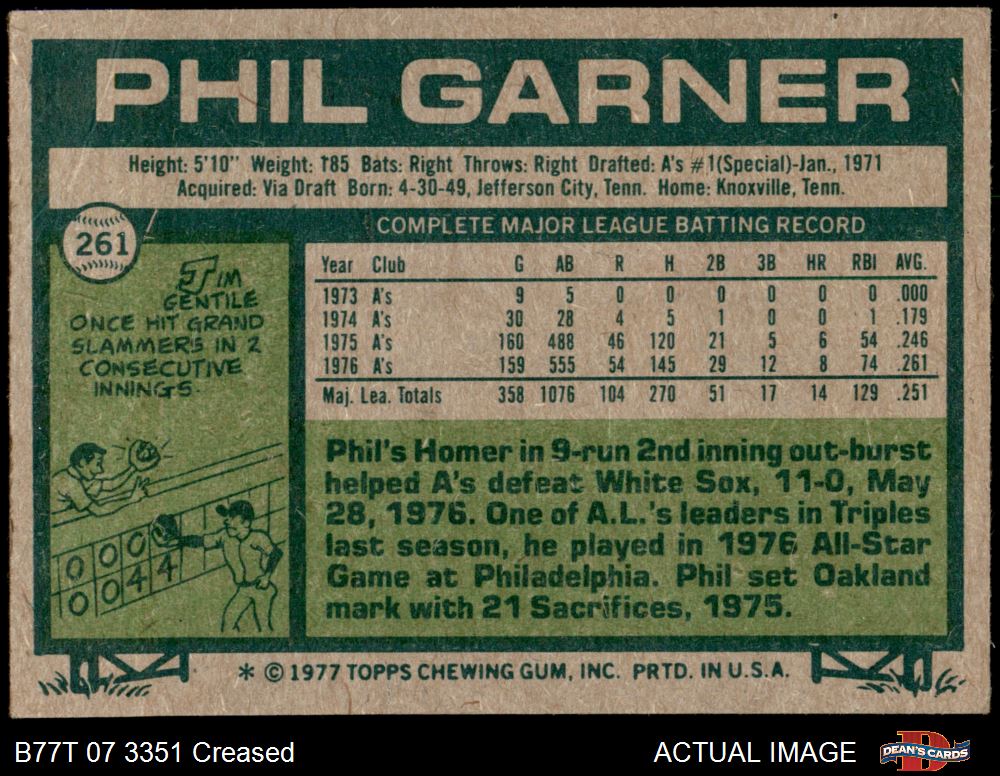 PHIL GARNER
Height: 5'10" Weight: 185 Bats: Right Throws: Right Drafted: A's #1(Special)-Jan., 1971
Acquired: Via Draft Born: 4-30-49, Jefferson City, Tenn. Home: Knoxville, Tenn.
261
JIM
GENTILE
ONCE HIT GRAND
SLAMMERS IN 2
CONSECUTIVE
INNINGS.
0 0 0
0 0 4 4
COMPLETE MAJOR LEAGUE BATTING RECORD
Year Club G AB R H 2B 3B HR RBI AVG.
1973 A's 9 5 0 0 0 0 0 0 .000
1974 A's 30 28 4 5 1 0 0 1 .179
1975 A's 160 488 46 120 21 5 6 54 .246
1976 A's 159 555 54 145 29 12 8 74 .261
Maj. Lea. Totals 358 1076 104 270 51 17 14 129 .251
Phil's Homer in 9-run 2nd inning out-burst
helped A's defeat White Sox, 11-0, May
28, 1976. One of A.L.'s leaders in Triples
last season, he played in 1976 All-Star
Game at Philadelphia. Phil set Oakland
mark with 21 Sacrifices, 1975.
* © 1977 TOPPS CHEWING GUM, INC. PRTD. IN U.S.A.
B77T 07 3351 Creased
ACTUAL IMAGE
D
DEAN'S CARDS